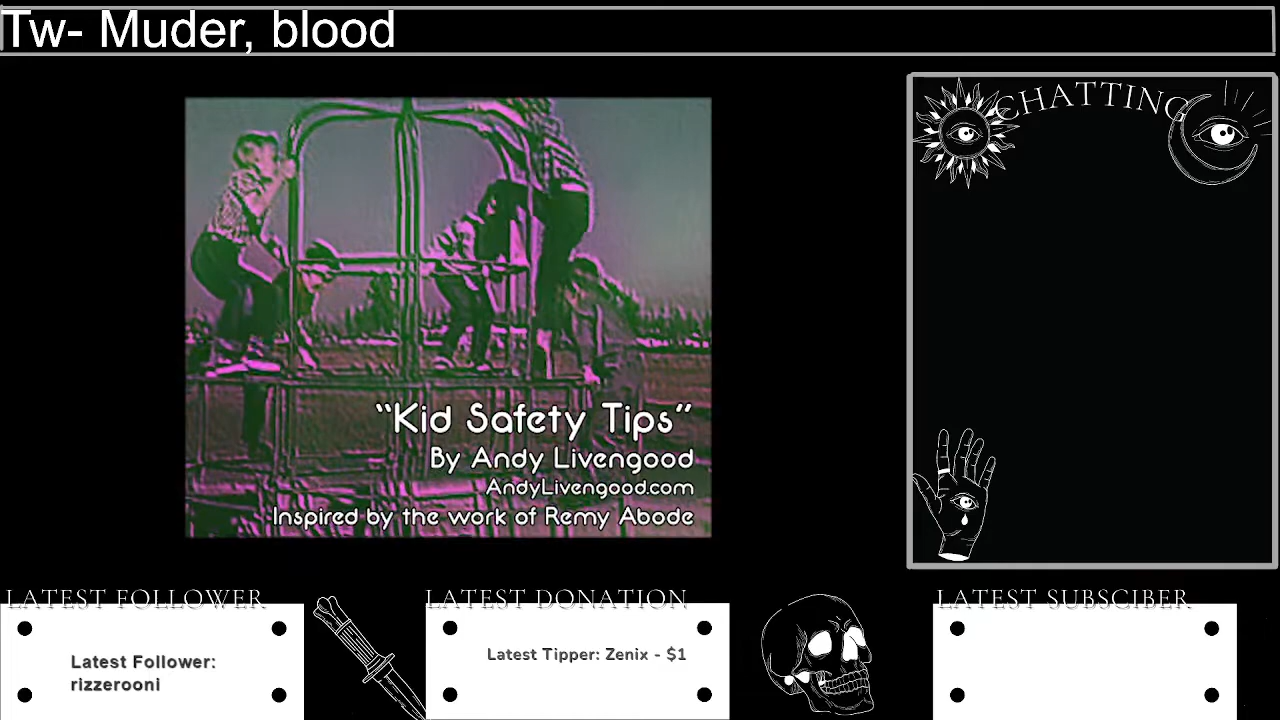 Tw- Muder, blood
CHATTING
"Kid Safety Tips"
By Andy Livengood
AndyLivengood.com
Inspired by the work of Remy Abode
LATEST FOLLOWER
Latest Follower:
rizzerooni
LATEST DONATION
Latest Tipper: Zenix - $1
LATEST SUBSCIBER